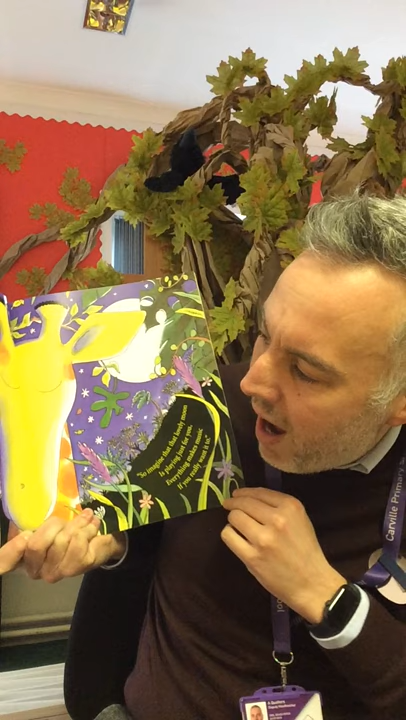 "So imagine that that lovely moon
Is playing just for you.
Everything makes music
If you really want it to."
Carville Primary S